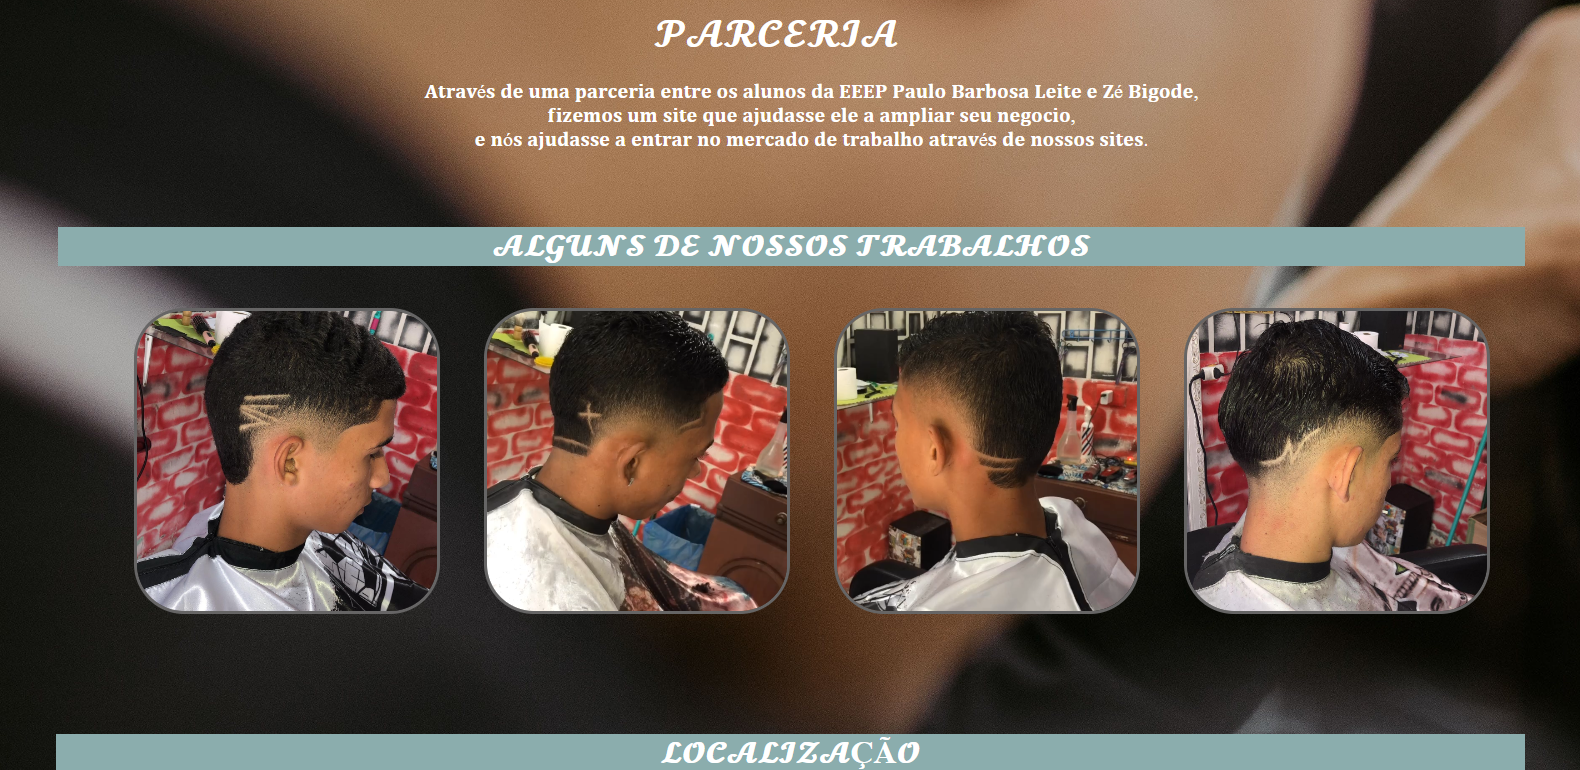 PARCERIA
Através de uma parceria entre os alunos da EEEP Paulo Barbosa Leite e Zé Bigode,
fizemos um site que ajudasse ele a ampliar seu negocio,
e nós ajudasse a entrar no mercado de trabalho através de nossos sites.
ALGUNS DE NOSSOS TRABALHOS
LOCALIZAÇÃO